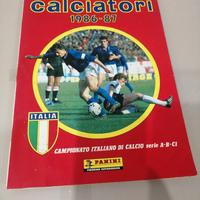 calciatori
1986-87
ITALIA
CAMPIONATO ITALIANO DI CALCIO serie A-B-C1
PANINI